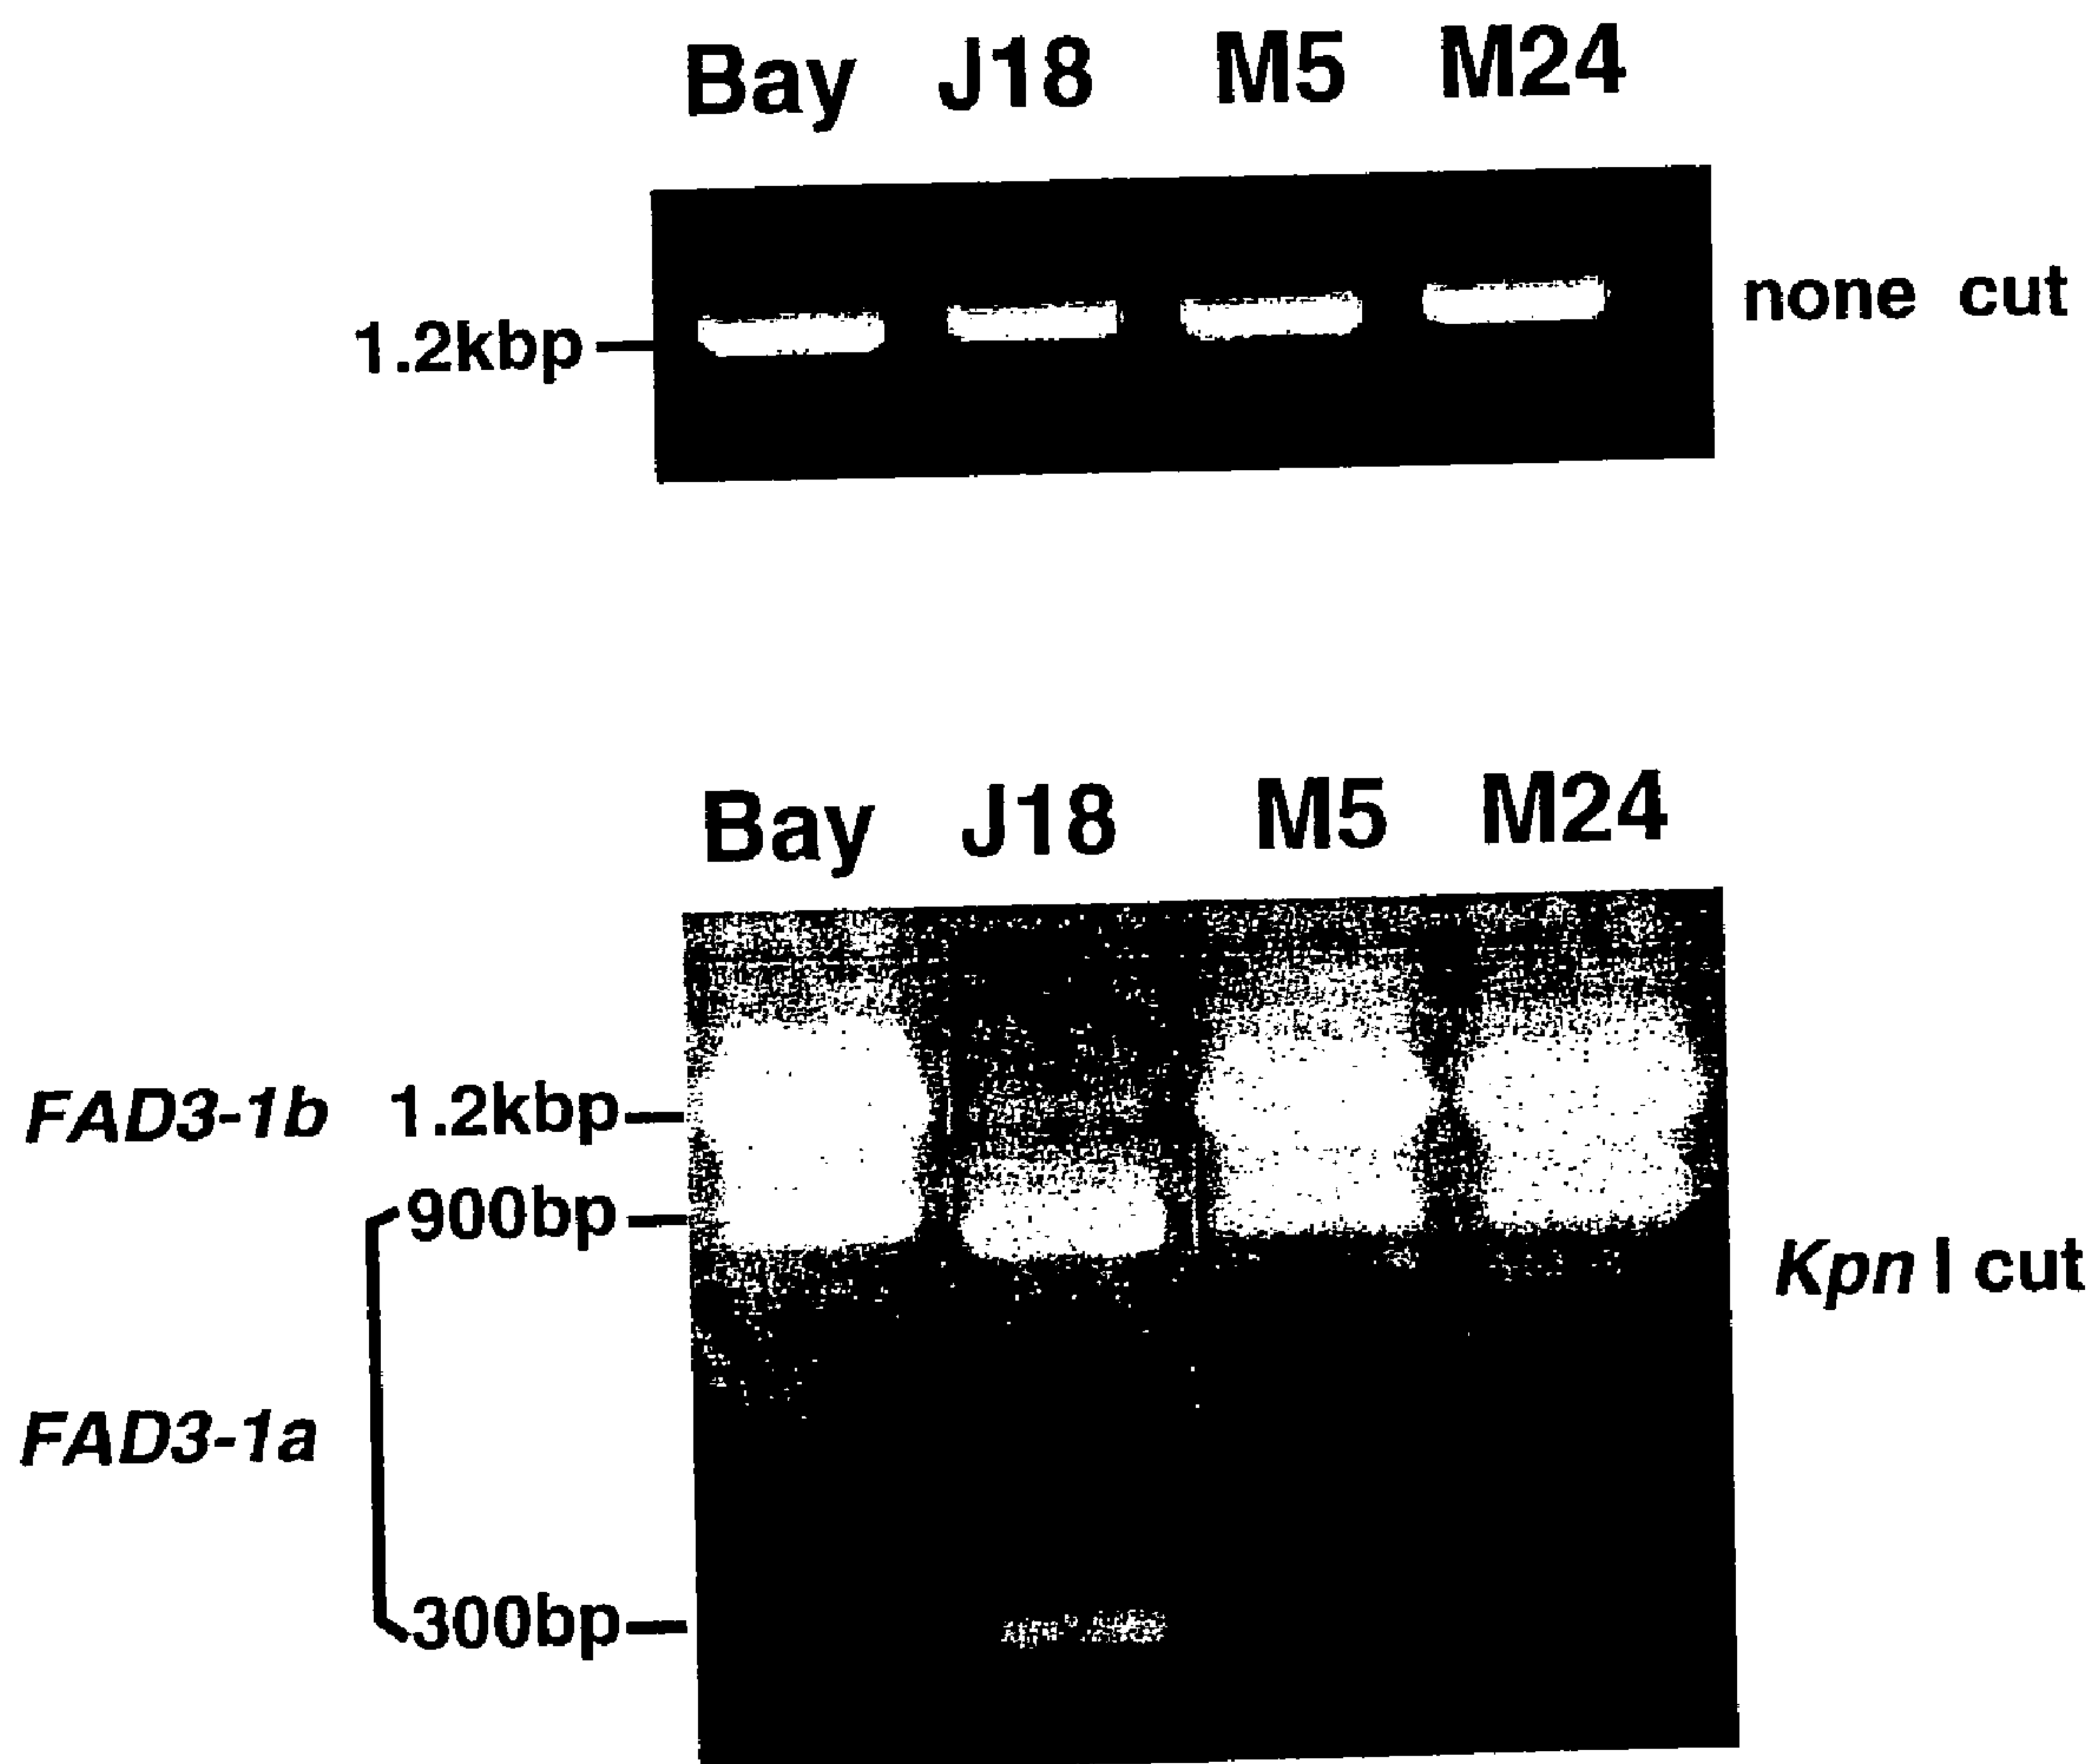 Bay J18 M5 M24
1.2kbp
none cut
Bay J18 M5 M24
FAD3-1b 1.2kbp
900bp
Kpn I cut
FAD3-1a
300bp